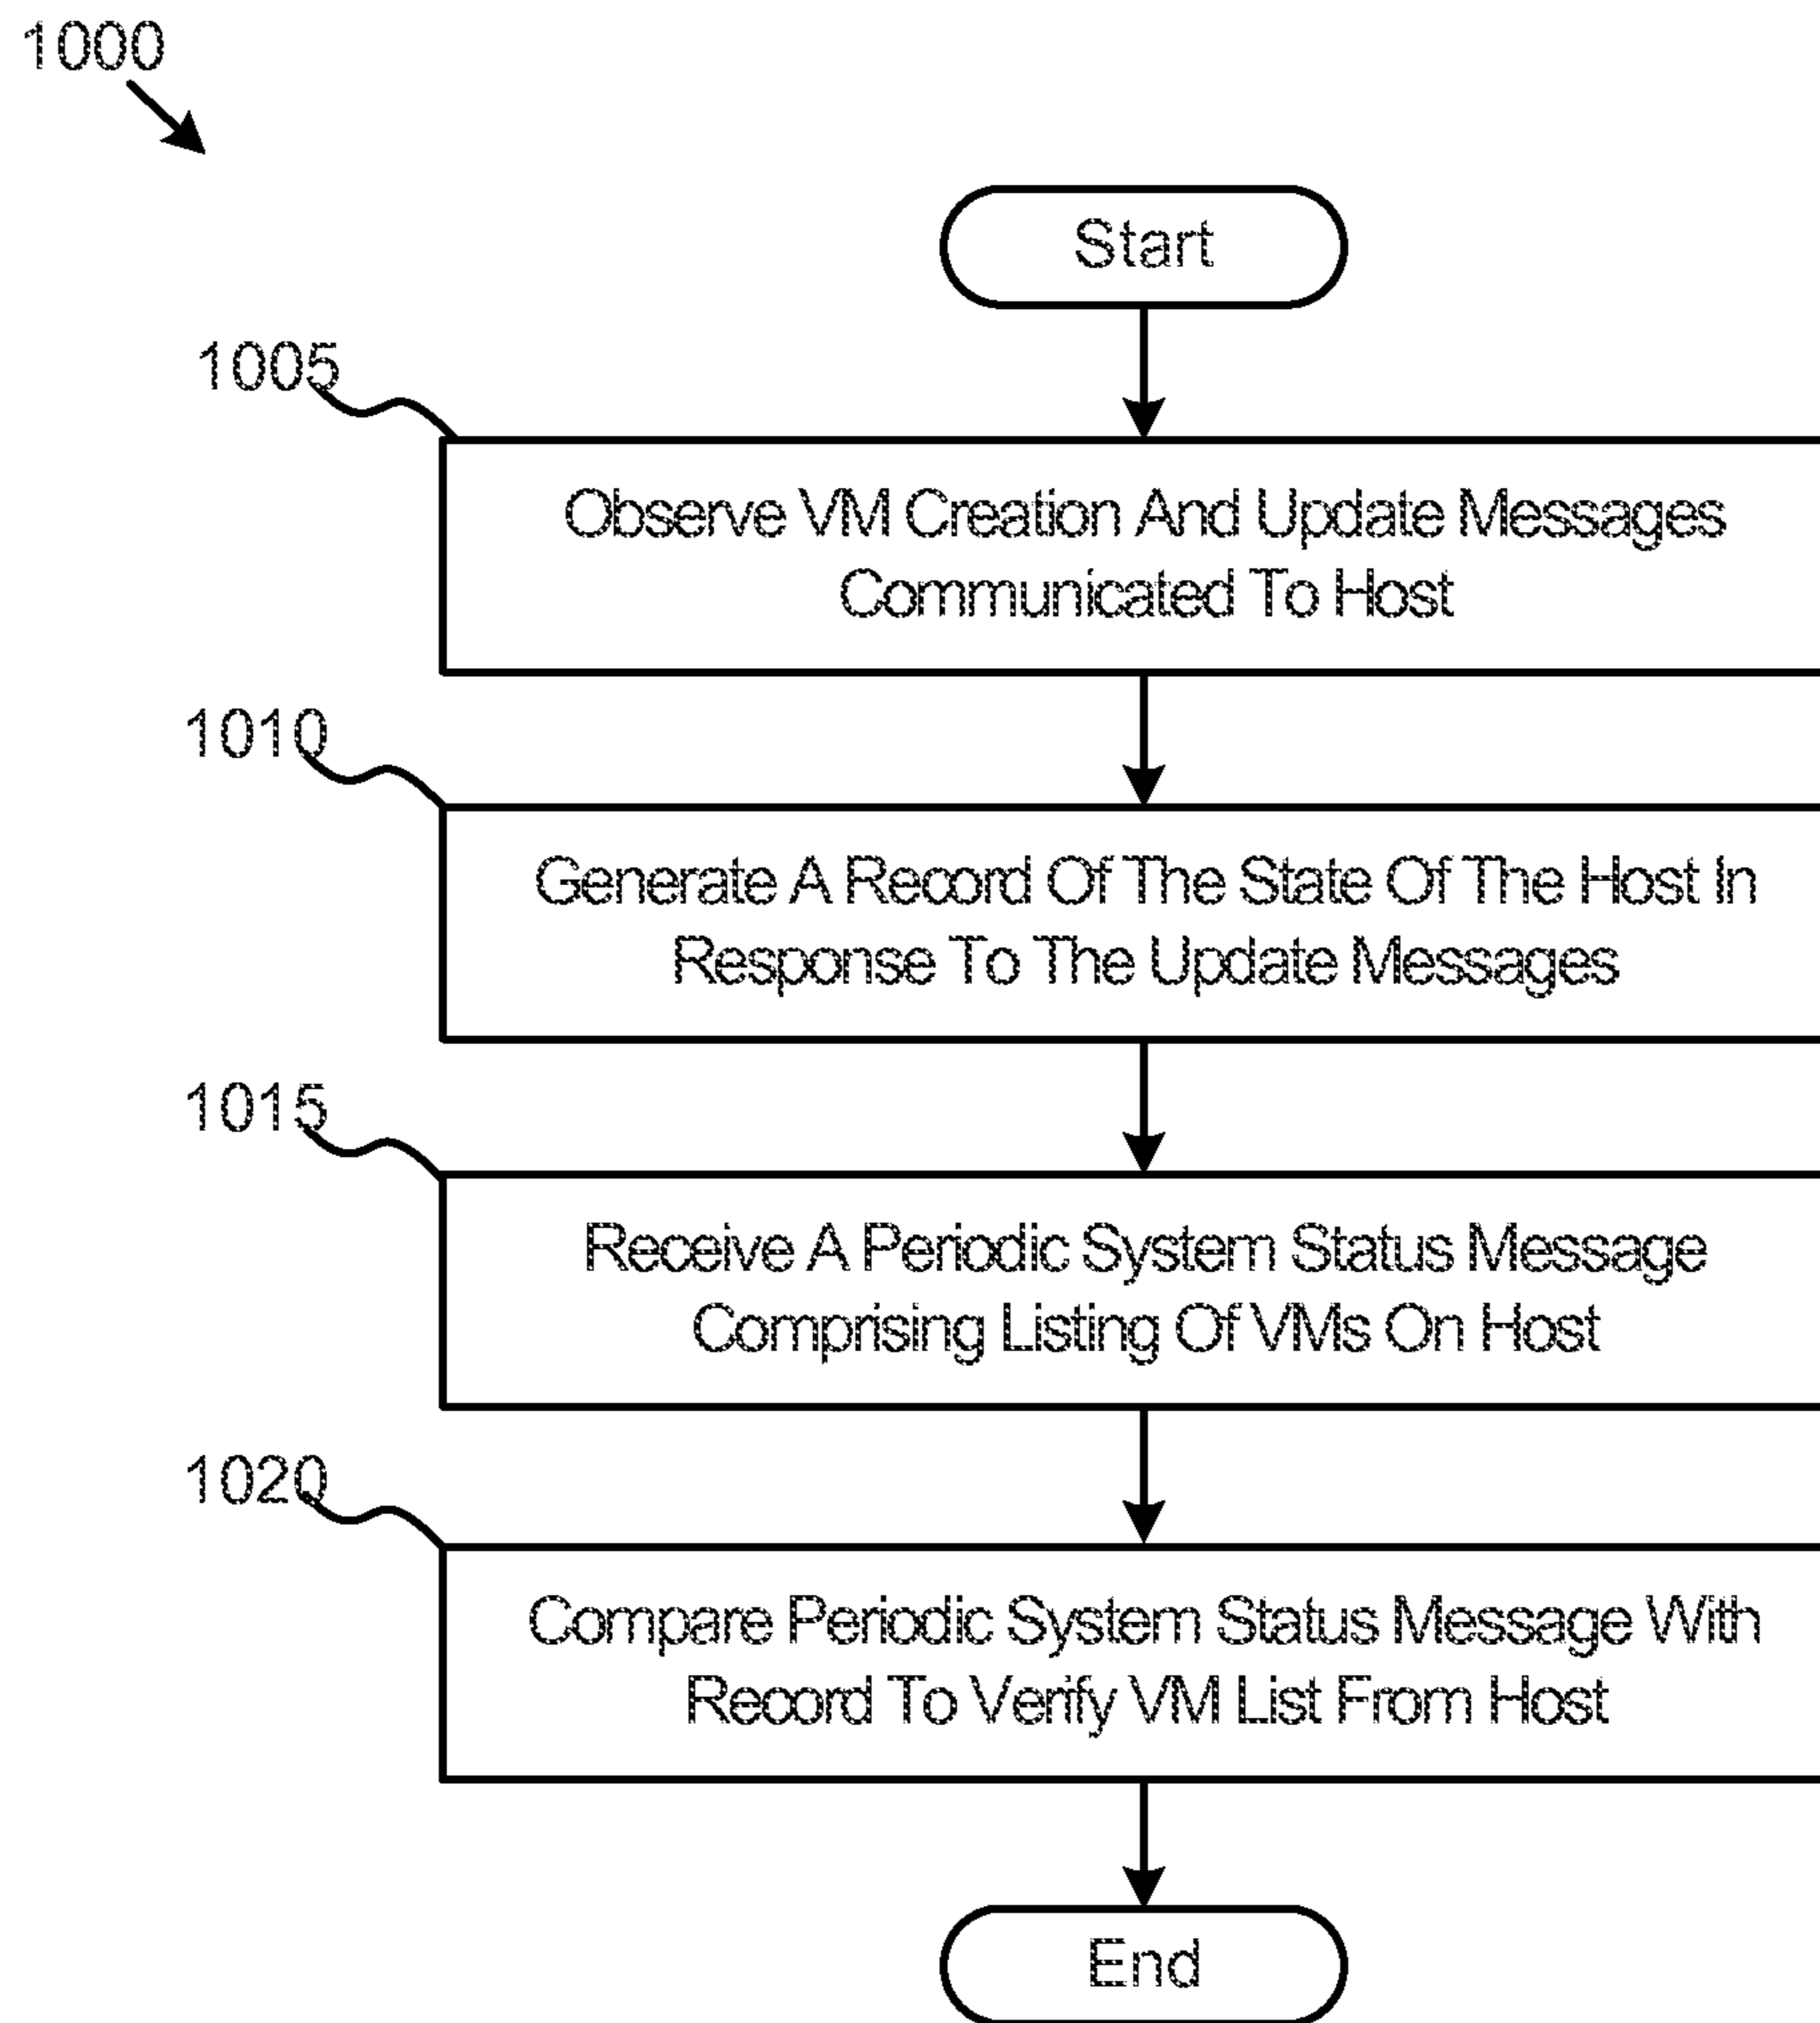 1000
Start
1005
Observe VM Creation And Update Messages
Communicated To Host
1010
Generate A Record Of The State Of The Host In
Response To The Update Messages
1015
Receive A Periodic System Status Message
Comprising Listing Of VMs On Host
1020
Compare Periodic System Status Message With
Record To Verify VM List From Host
End